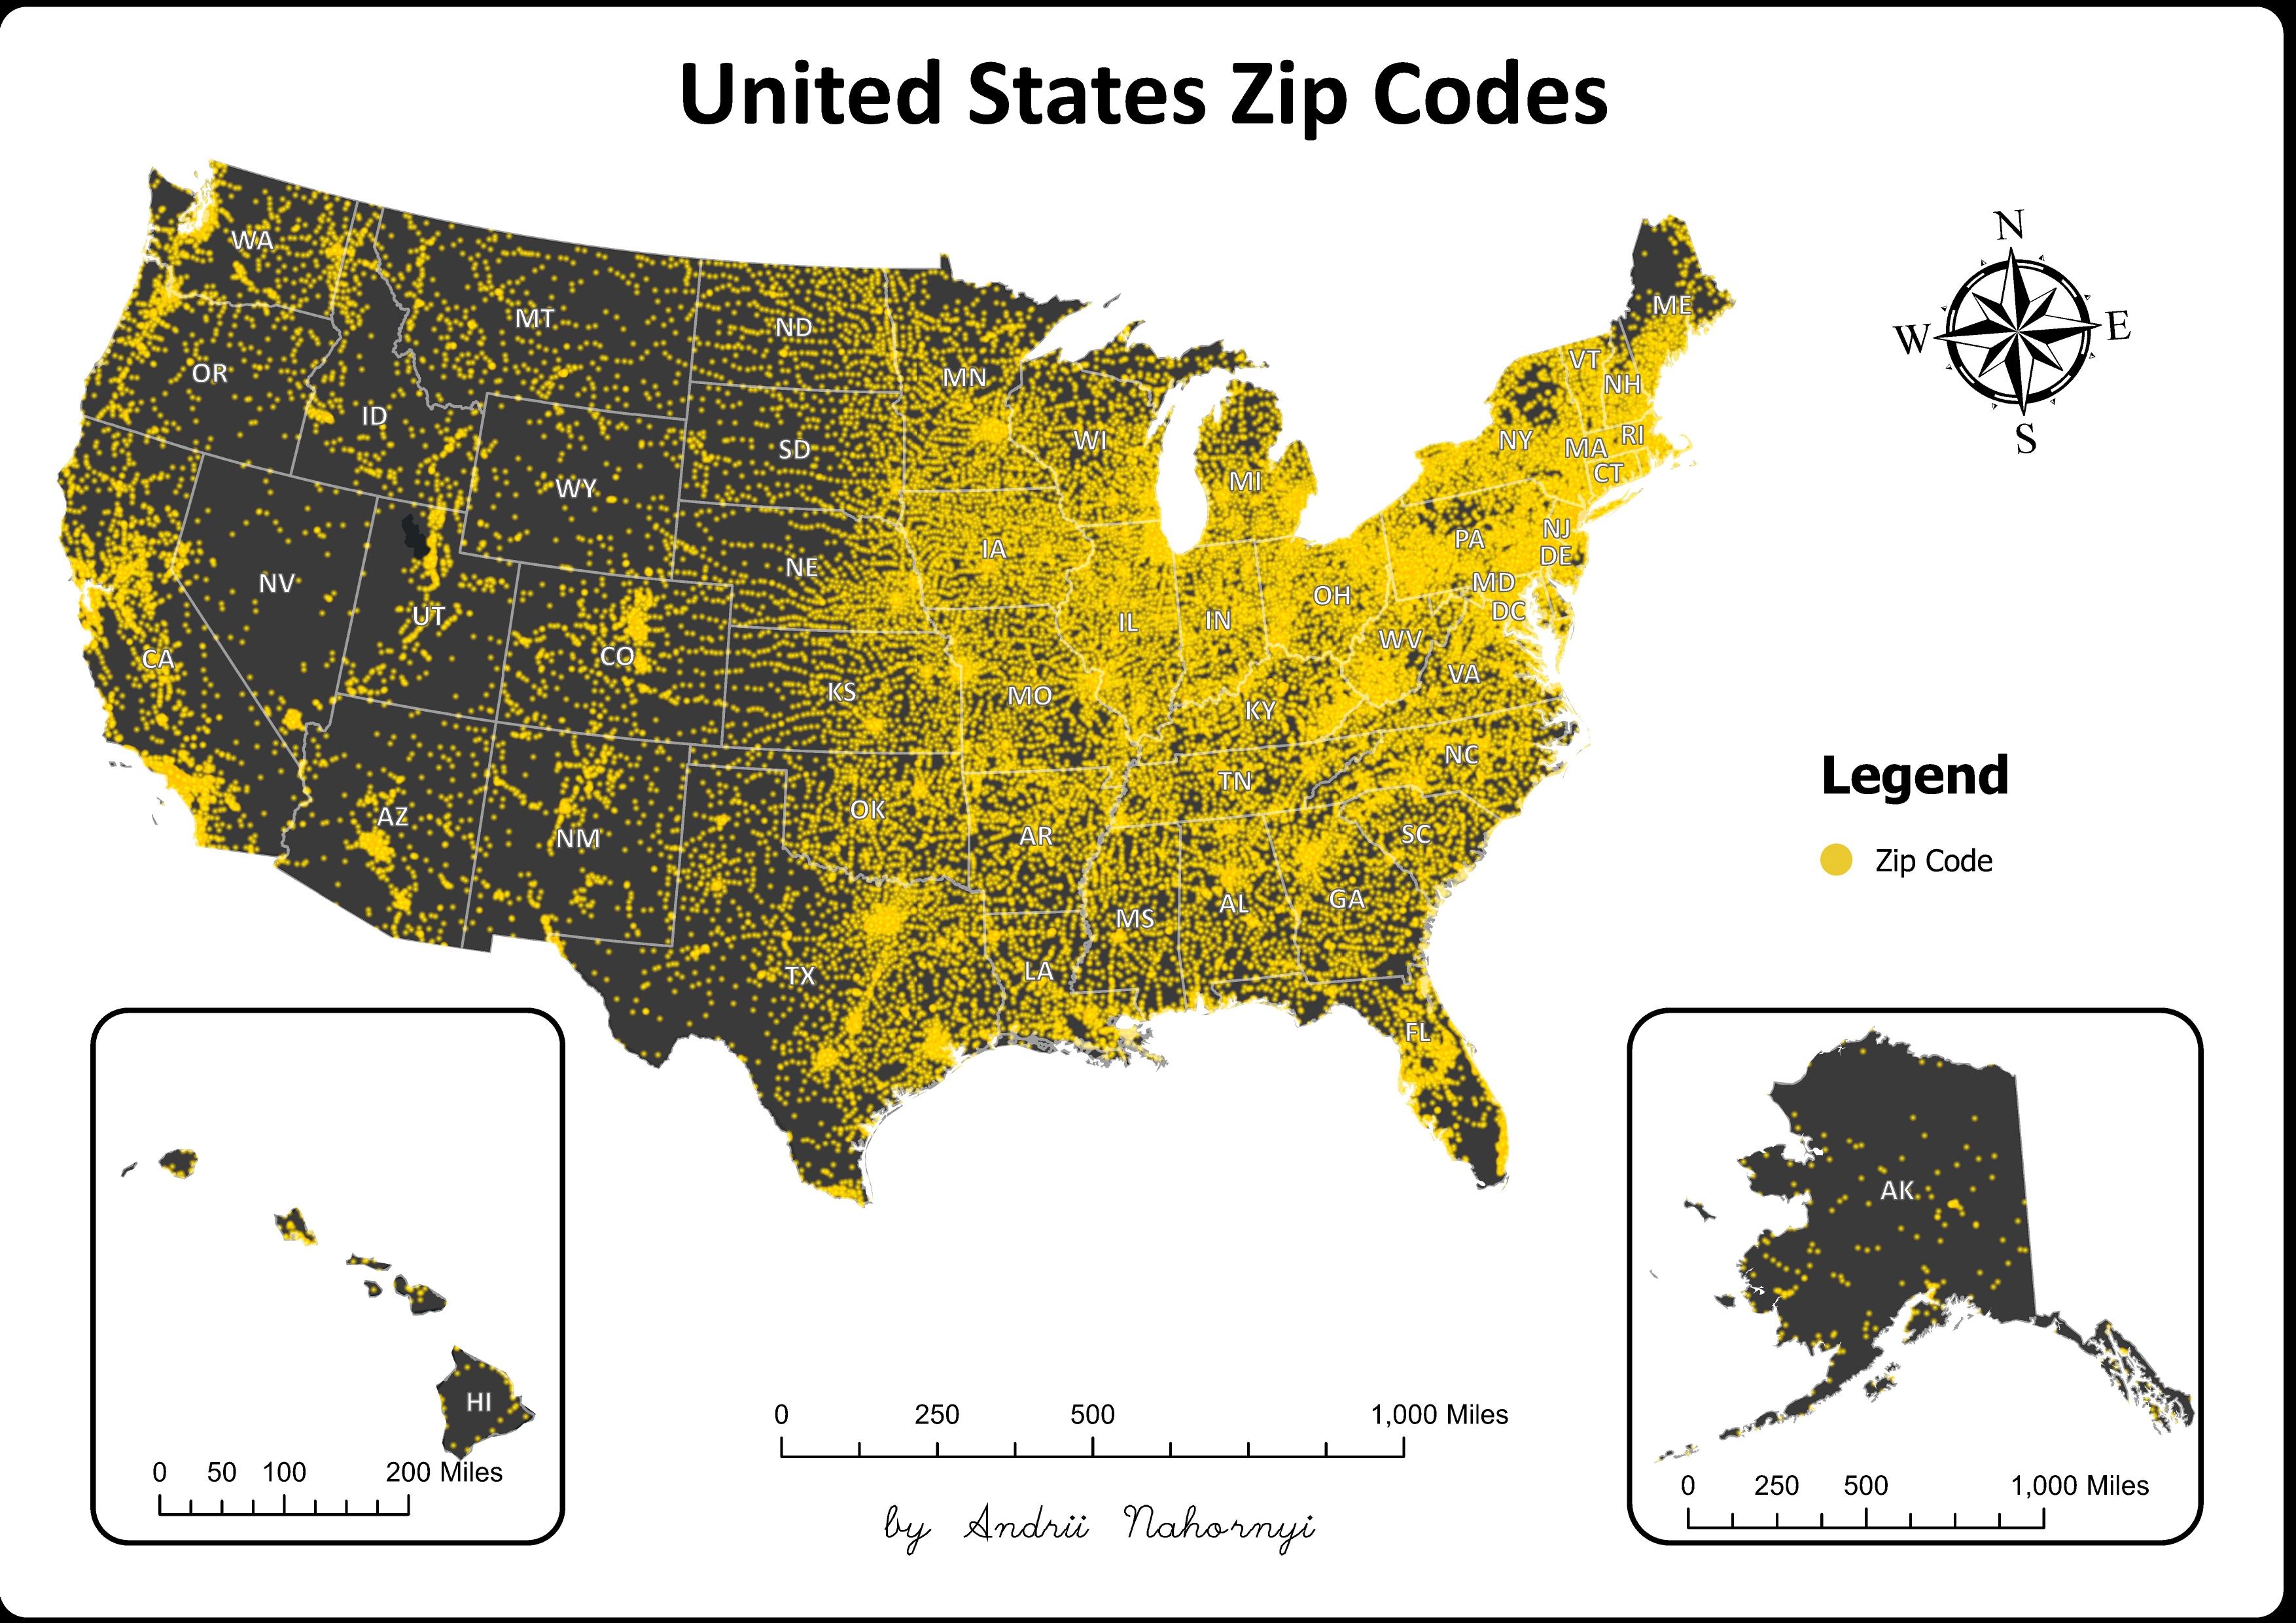 United States Zip Codes
N
W E
S
WA
MT
ND
MN
ME
VT
NH
OR
ID
SD
WI
NY
MA
RI
CT
WY
MI
NE
IA
PA
NJ
DE
NV
UT
IL
IN
OH
MD
DC
CA
CO
KS
MO
WV
VA
KY
NC
AZ
NM
OK
TN
AR
SC
MS
AL
GA
TX
LA
FL
Legend
Zip Code
HI
0 50 100 200 Miles
0 250 500 1,000 Miles
by Andrii Nahornyi
AK
0 250 500 1,000 Miles